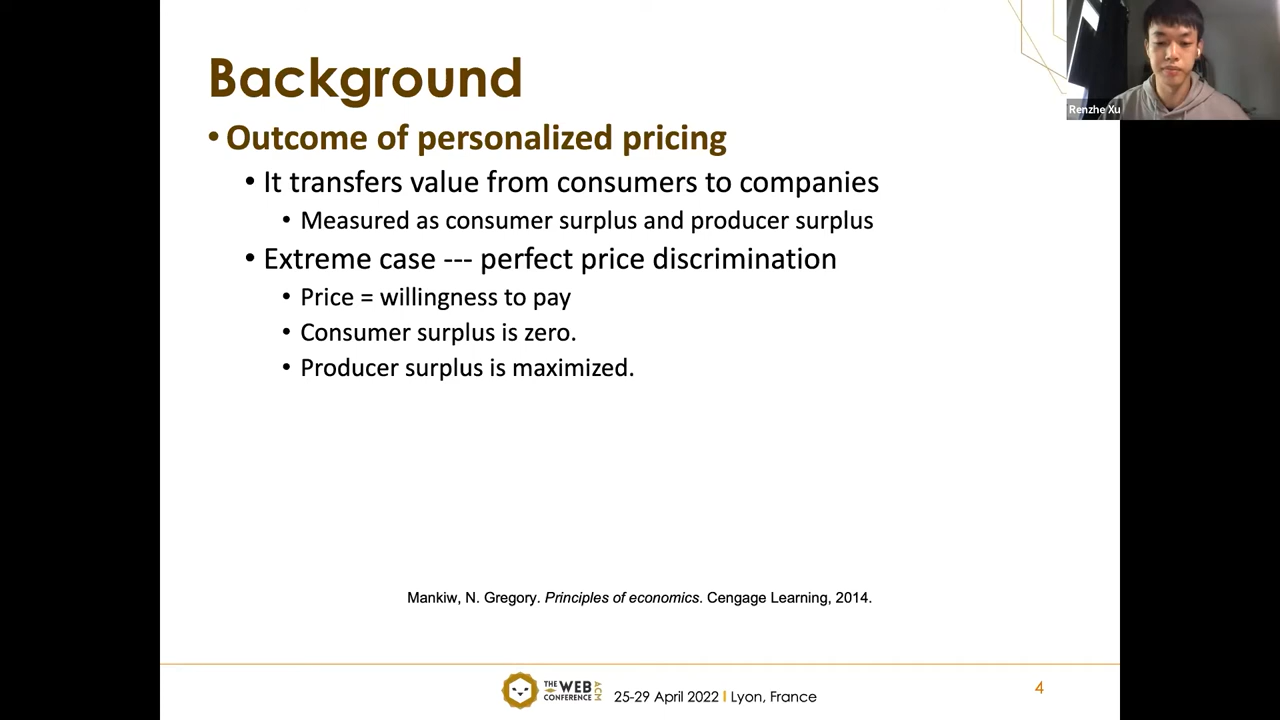 Background
Renzhe Xu
• Outcome of personalized pricing
• It transfers value from consumers to companies
• Measured as consumer surplus and producer surplus
• Extreme case --- perfect price discrimination
• Price = willingness to pay
• Consumer surplus is zero.
• Producer surplus is maximized.
Mankiw, N. Gregory. Principles of economics. Cengage Learning, 2014.
THE WEB CONFERENCE ACM
25-29 April 2022 I Lyon, France
4